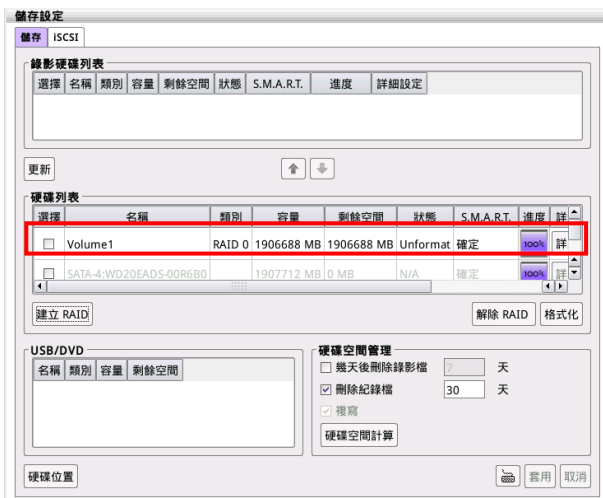 儲存設定
儲存 iSCSI
錄影硬碟列表
選擇 名稱 類別 容量 剩餘空間 狀態 S.M.A.R.T. 進度 詳細設定
更新
硬碟列表
選擇 名稱 類別 容量 剩餘空間 狀態 S.M.A.R.T. 進度 詳
Volume1 RAID 0 1906688 MB 1906688 MB Unformat 確定 100% 詳
SATA-4:WD20EADS-00R6B0 1907712 MB 0 MB N/A 確定 100% 詳
建立 RAID 解除 RAID 格式化
USB/DVD
名稱 類別 容量 剩餘空間
硬碟空間管理
幾天後刪除錄影檔 7 天
刪除紀錄檔 30 天
複寫
硬碟空間計算
硬碟位置 套用 取消